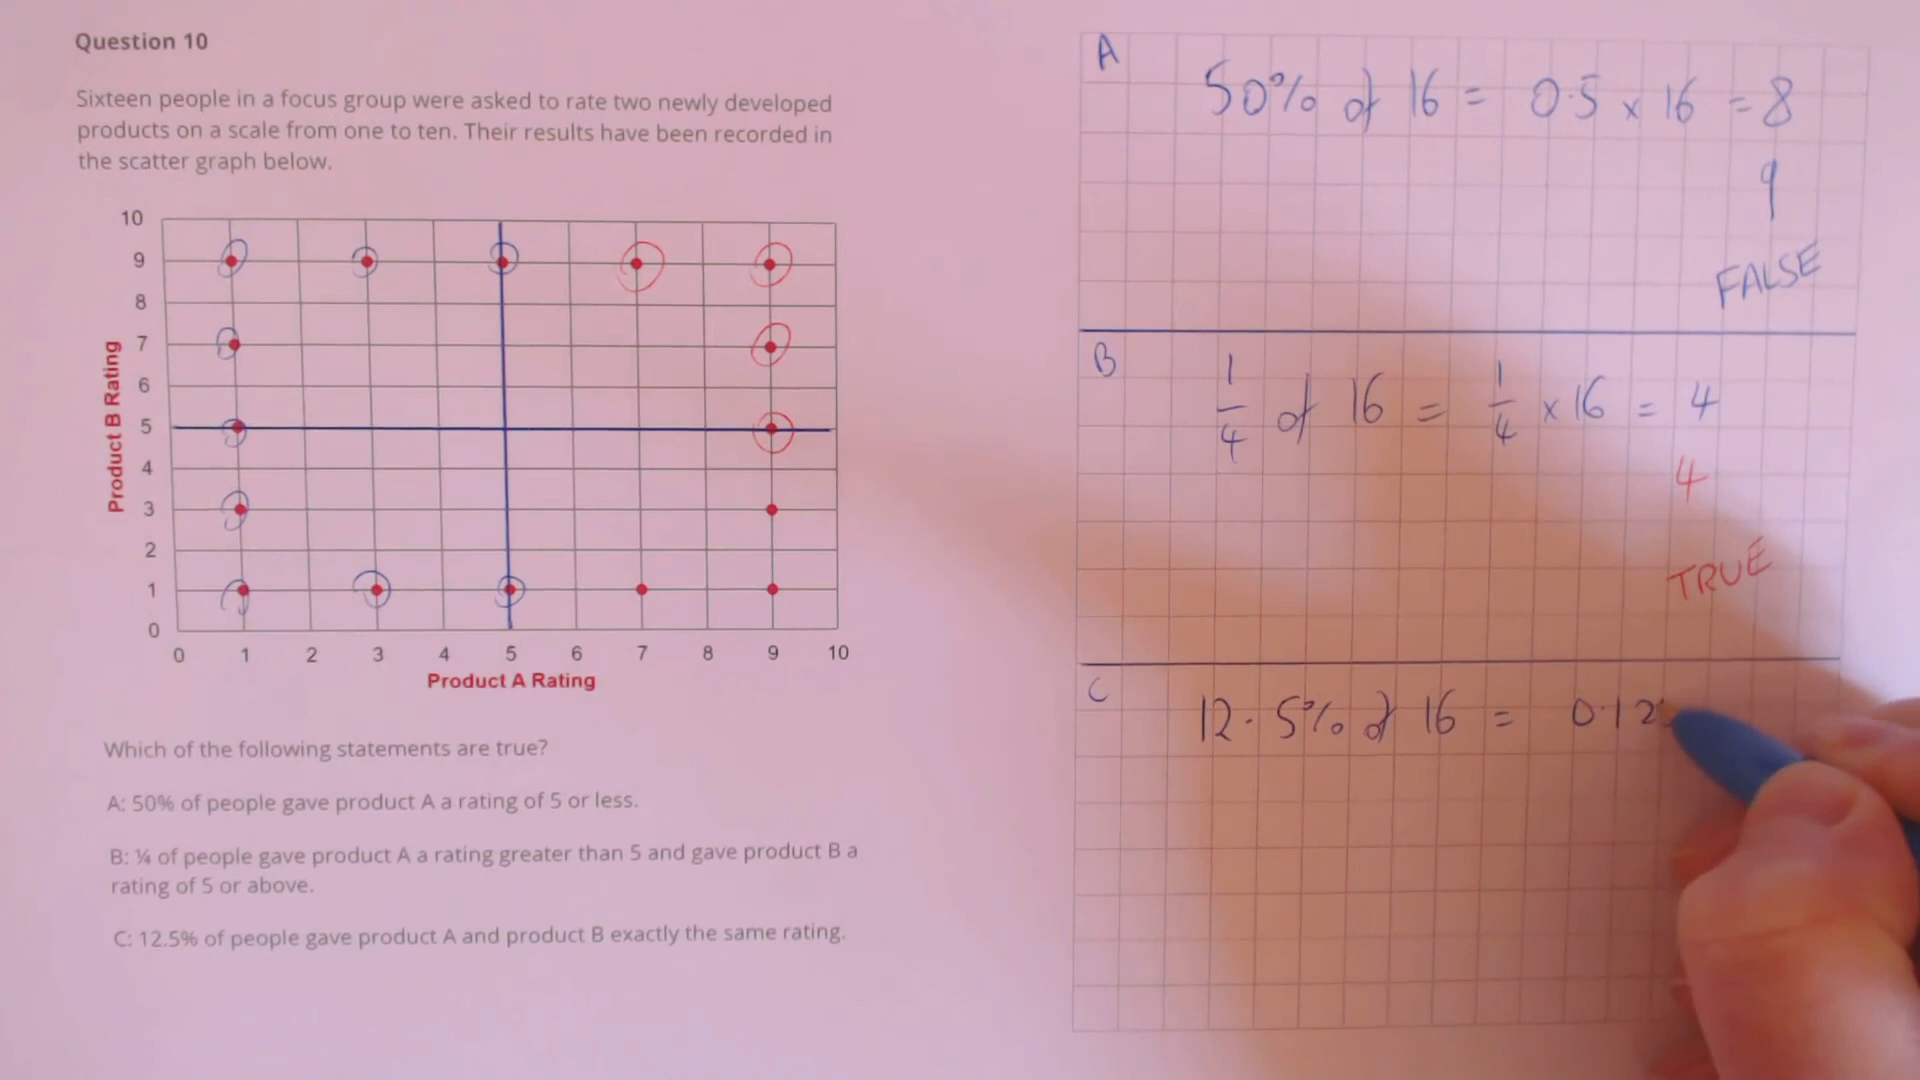 Question 10
Sixteen people in a focus group were asked to rate two newly developed
products on a scale from one to ten. Their results have been recorded in
the scatter graph below.
10
9
8
7
6
5
4
3
2
1
0
Product B Rating
0 1 2 3 4 5 6 7 8 9 10
Product A Rating
Which of the following statements are true?
A: 50% of people gave product A a rating of 5 or less.
B: ¼ of people gave product A a rating greater than 5 and gave product B a
rating of 5 or above.
C: 12.5% of people gave product A and product B exactly the same rating.
A
50% of 16 = 0.5 x 16 = 8
9
FALSE
B
1/4 of 16 = 1/4 x 16 = 4
4
TRUE
C
12.5% of 16 = 0.12